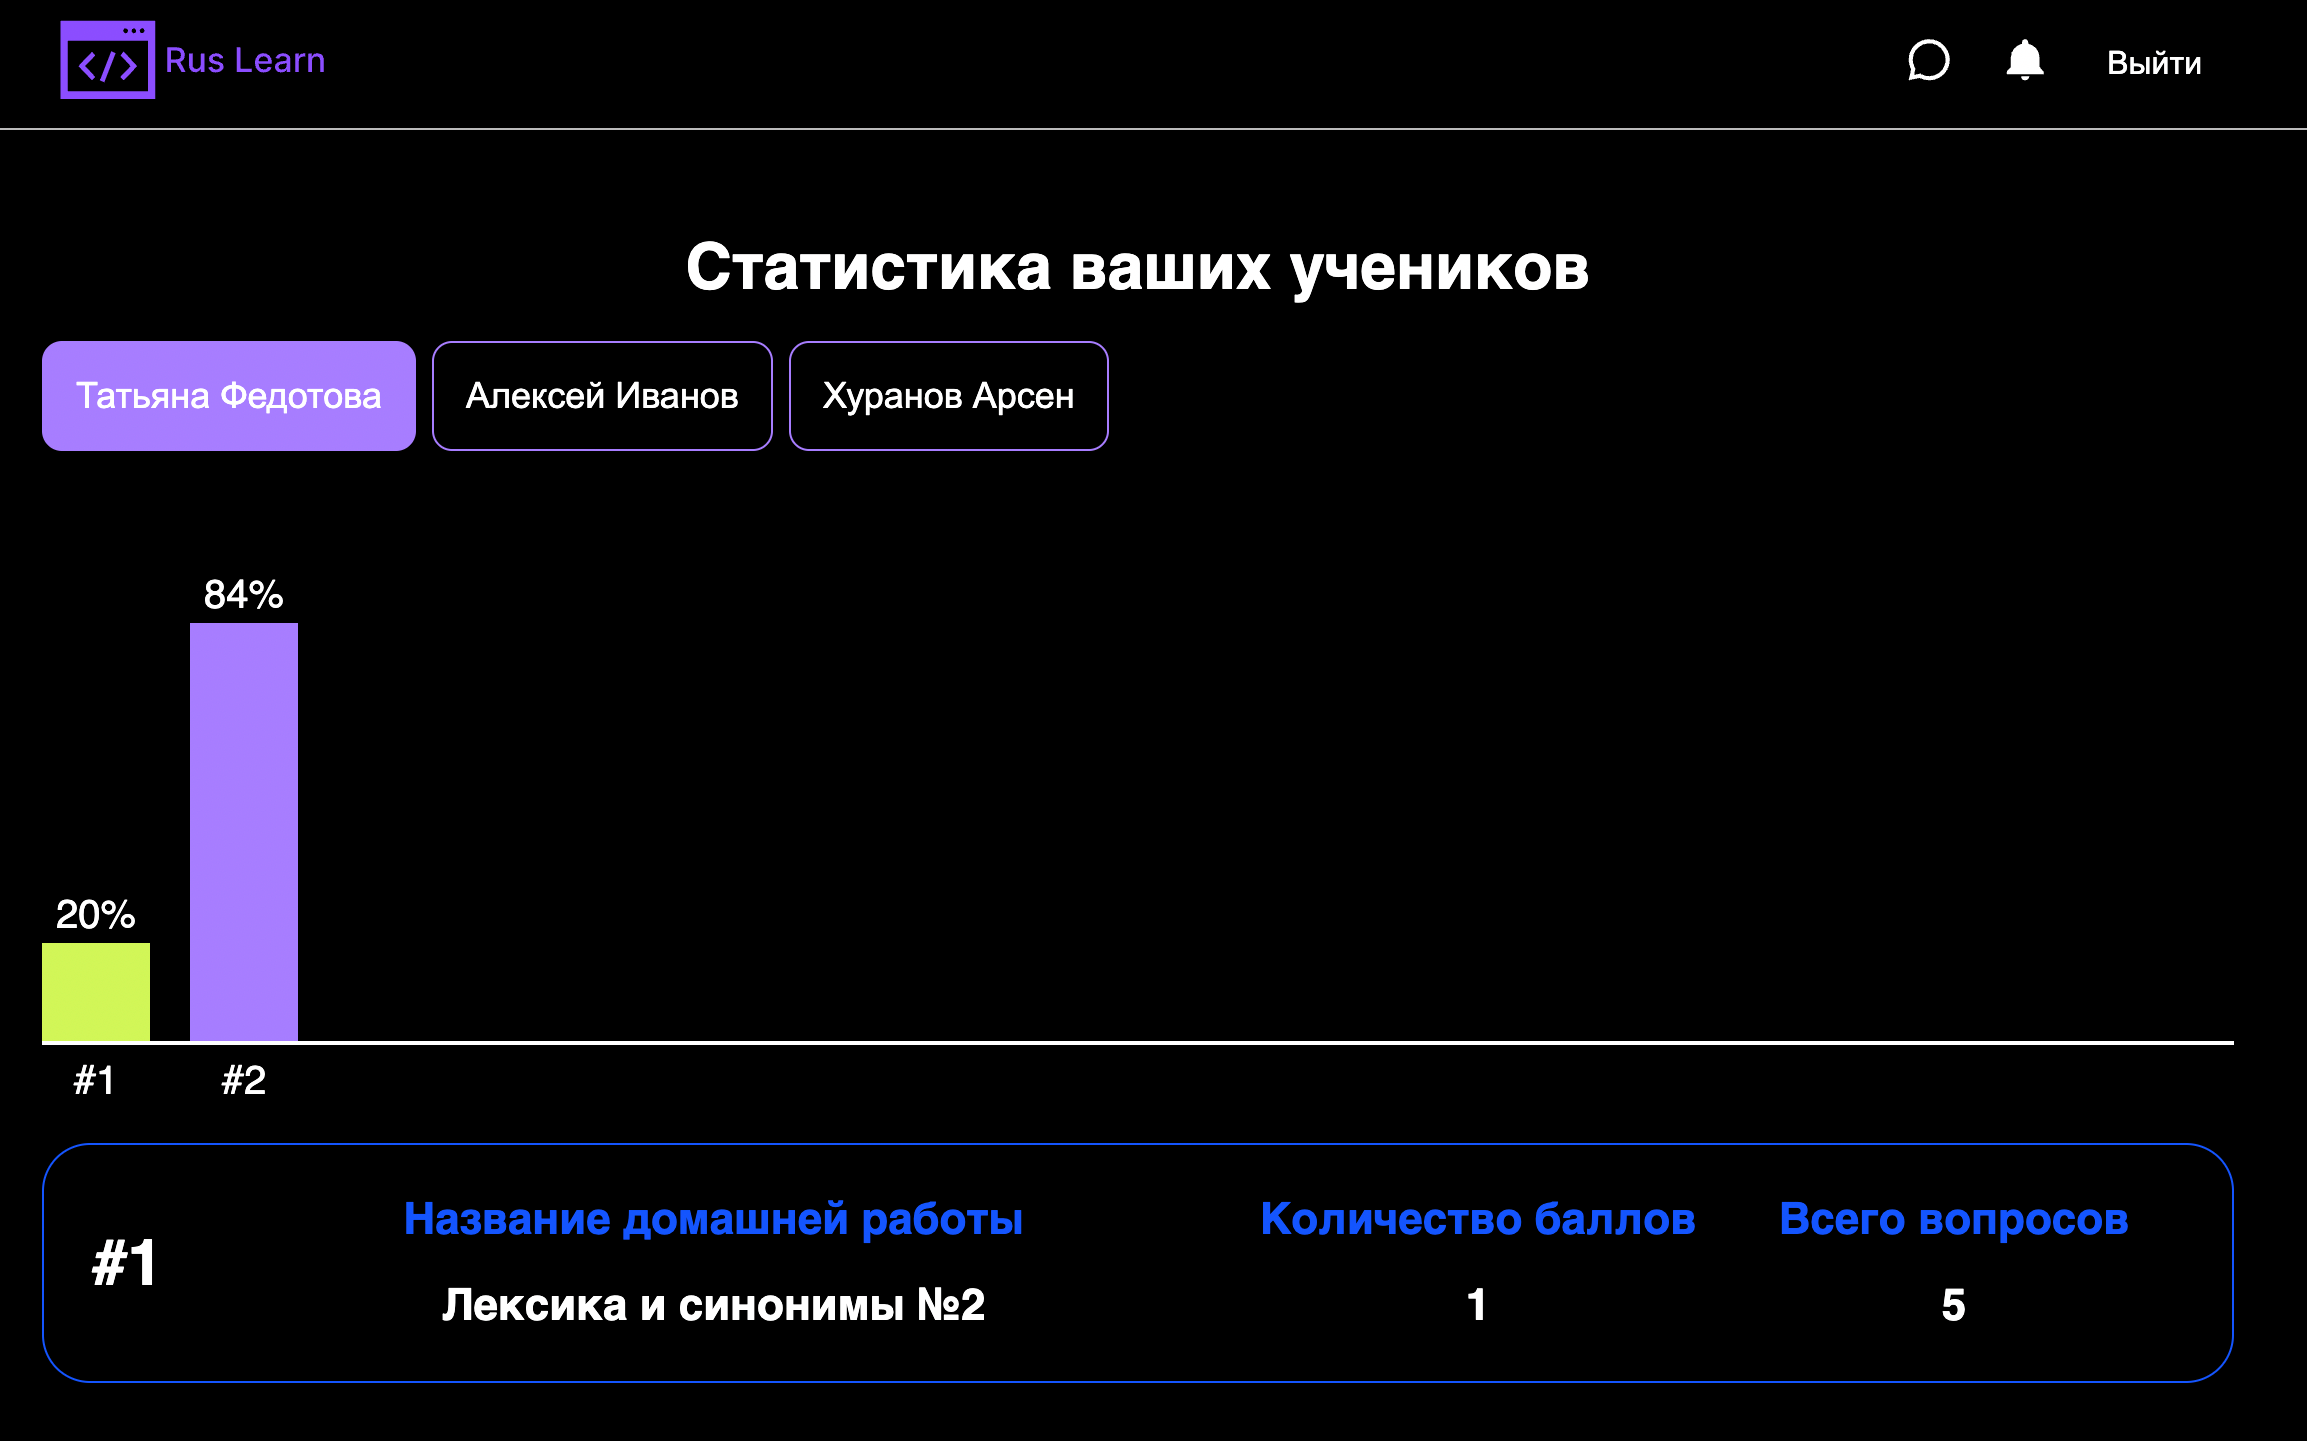 Rus Learn
Выйти
Статистика ваших учеников
Татьяна Федотова
Алексей Иванов
Хуранов Арсен
84%
20%
#1
#2
#1
Название домашней работы
Количество баллов
Всего вопросов
Лексика и синонимы №2
1
5